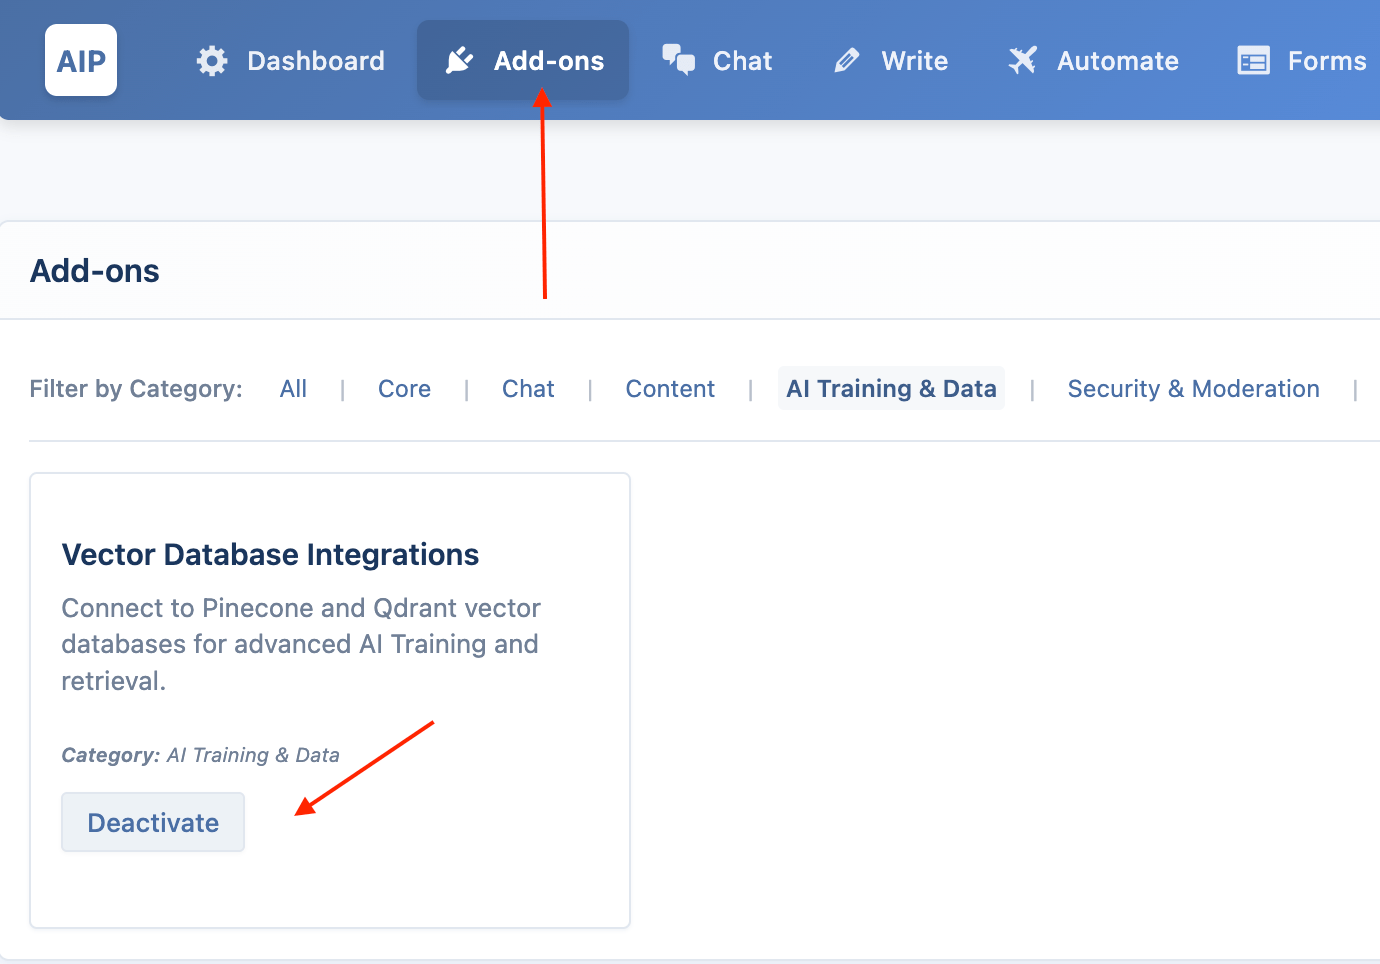 AIP Dashboard Add-ons Chat Write Automate Forms
Add-ons
Filter by Category: All | Core | Chat | Content | AI Training & Data | Security & Moderation |
Vector Database Integrations
Connect to Pinecone and Qdrant vector
databases for advanced AI Training and
retrieval.
Category: AI Training & Data
Deactivate